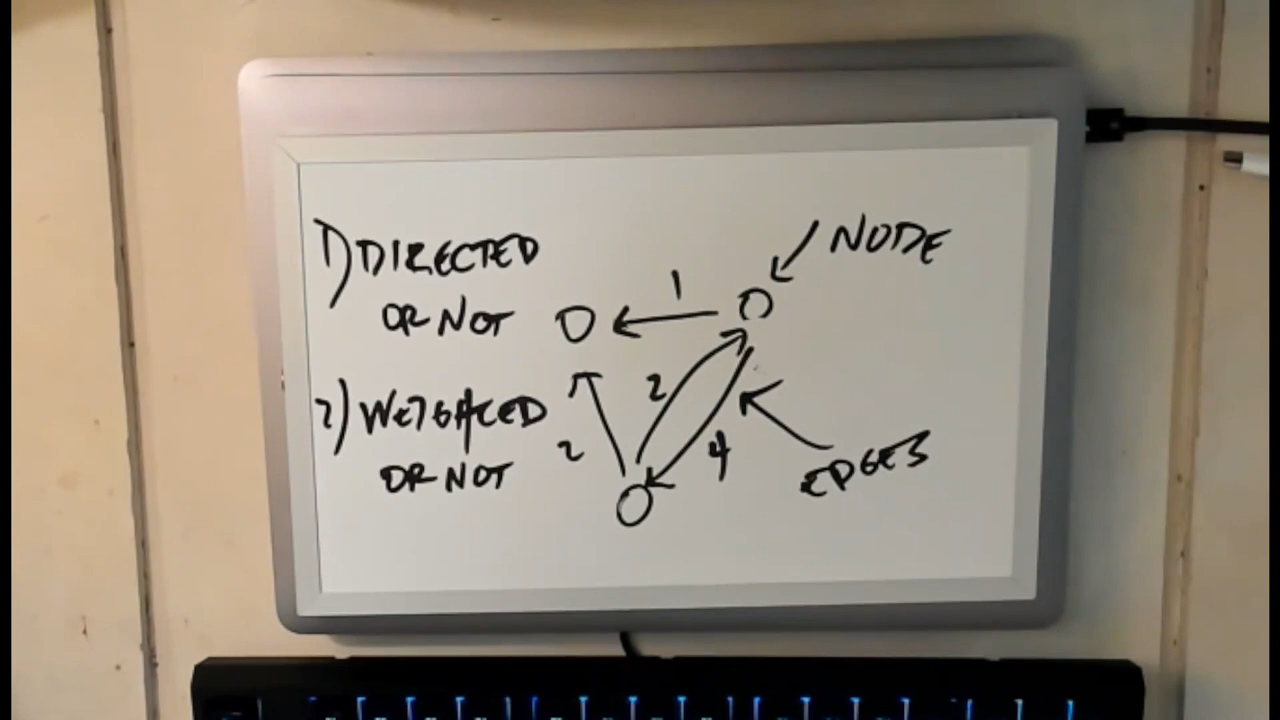 1) DIRECTED
OR NOT
NODE
1
2) WEIGHTED
OR NOT
2
2
4
EDGES